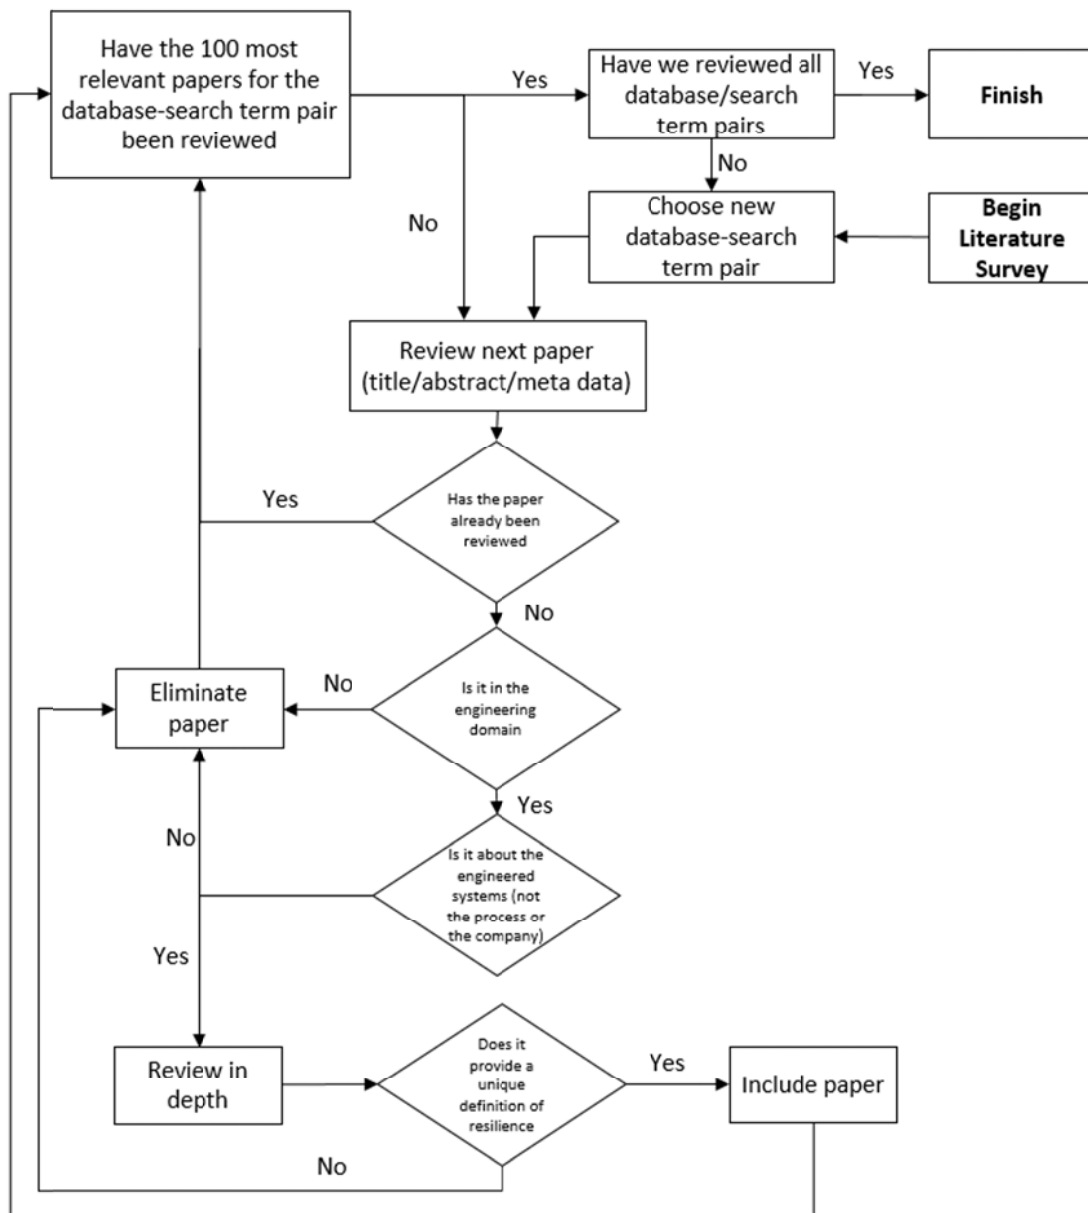 Have the 100 most
relevant papers for the
database-search term pair
been reviewed
Yes
Have we reviewed all
database/search
term pairs
Yes
Finish
No
No
Choose new
database-search
term pair
Begin
Literature
Survey
Review next paper
(title/abstract/meta data)
Yes
Has the paper
already been
reviewed
No
Eliminate
paper
No
Is it in the
engineering
domain
Yes
No
Is it about the
engineered
systems (not
the process or
the company)
Yes
Review in
depth
Does it
provide a
unique
definition of
resilience
Yes
Include paper
No